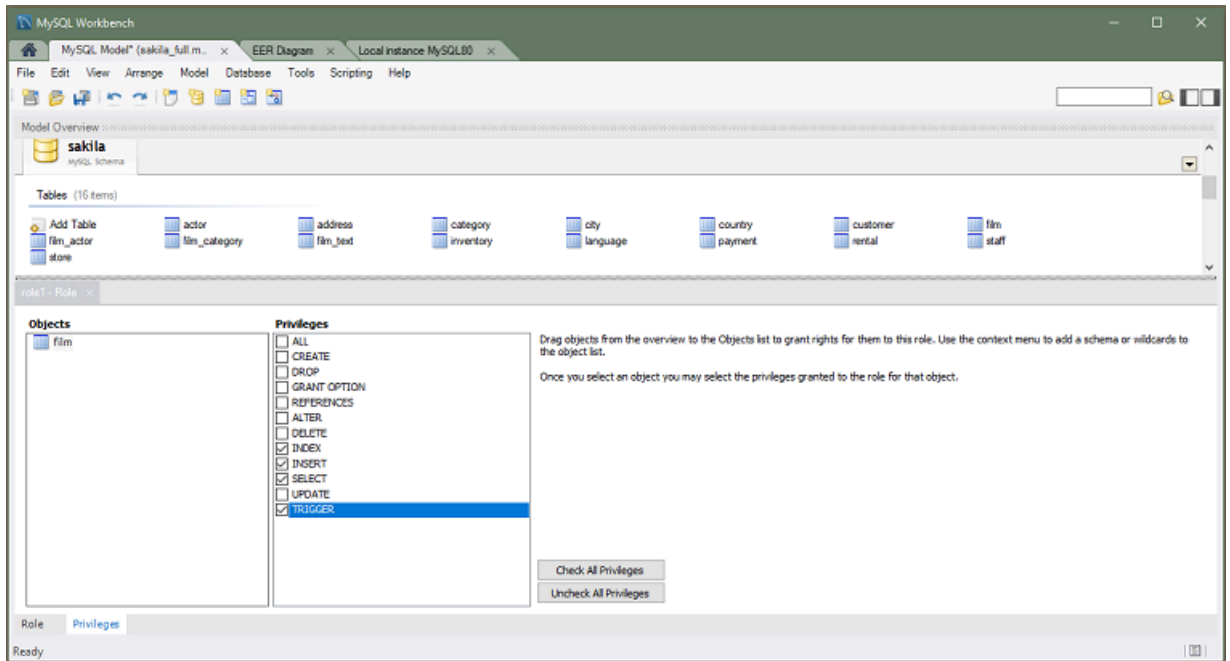 MySQL Workbench
MySQL Model* (sakila_full.m.. × EER Diagram × Local instance MySQL80 ×
File Edit View Arrange Model Database Tools Scripting Help
Model Overview
sakila
MySQL Schema
Tables (16 items)
Add Table actor address category city country customer film
film_actor film_category film_text inventory language payment rental staff
store
role1 - Role ×
Objects
film
Privileges
ALL
CREATE
DROP
GRANT OPTION
REFERENCES
ALTER
DELETE
INDEX
INSERT
SELECT
UPDATE
TRIGGER
Drag objects from the overview to the Objects list to grant rights for them to this role. Use the context menu to add a schema or wildcards to
the object list.
Once you select an object you may select the privileges granted to the role for that object.
Check All Privileges
Uncheck All Privileges
Role Privileges
Ready